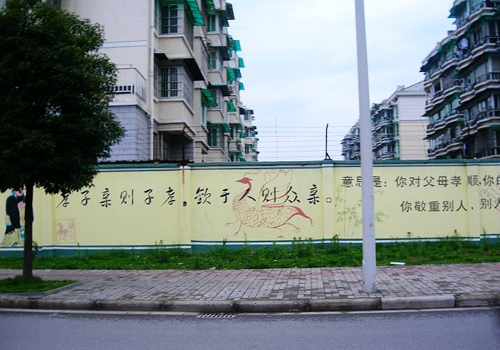 孝子亲则子孝。钦于人则众亲。
意思是：你对父母孝顺,你的
你敬重别人、别人